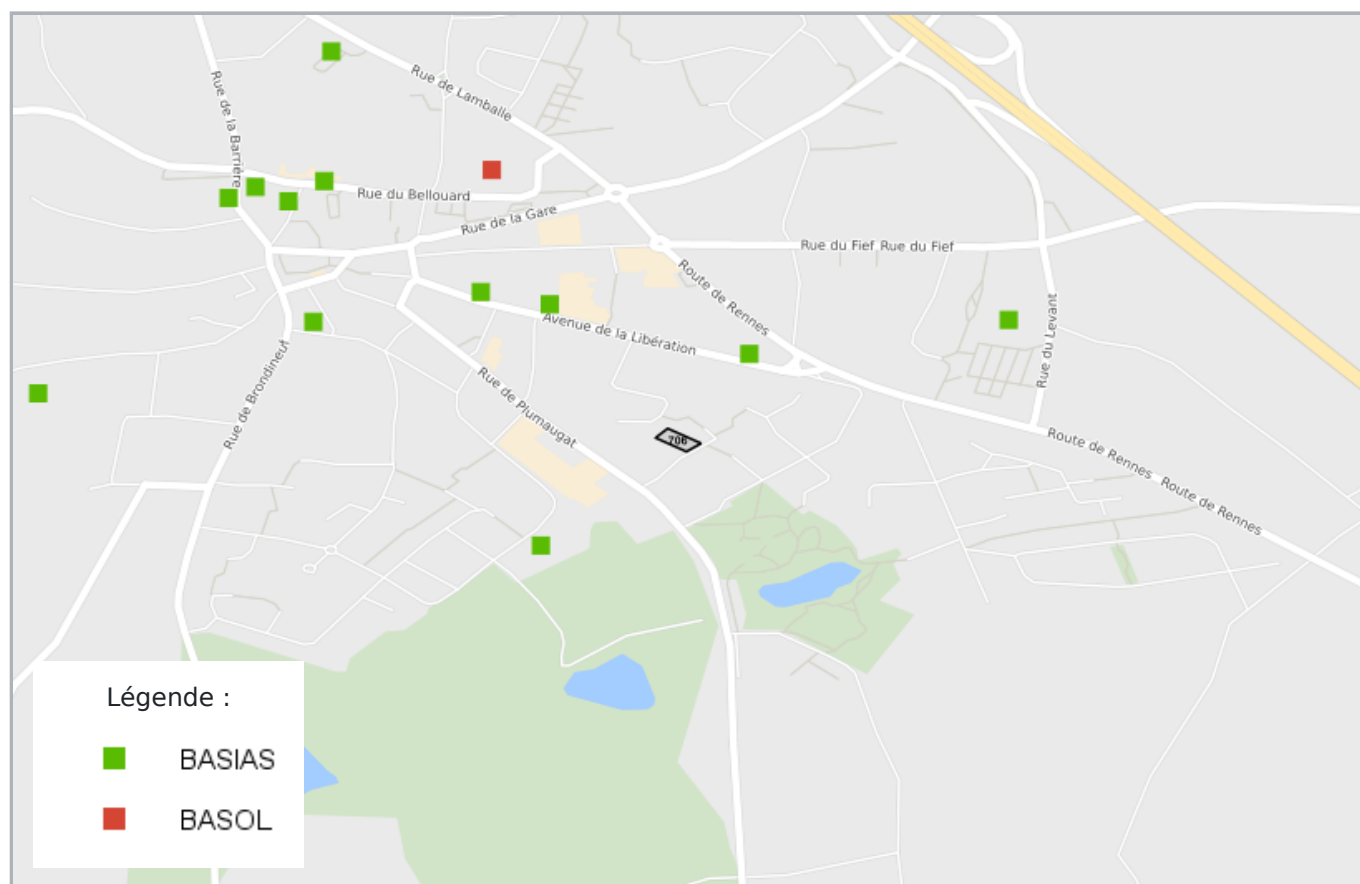 Rue de Lamballe
Rue de la Barrière
Rue du Bellouard
Rue de la Gare
Rue du Fief Rue du Fief
Route de Rennes
Avenue de la Libération
Rue du Levant
Rue de Brondineuf
Rue de Plumaugat
706
Route de Rennes Route de Rennes
Légende :
BASIAS
BASOL